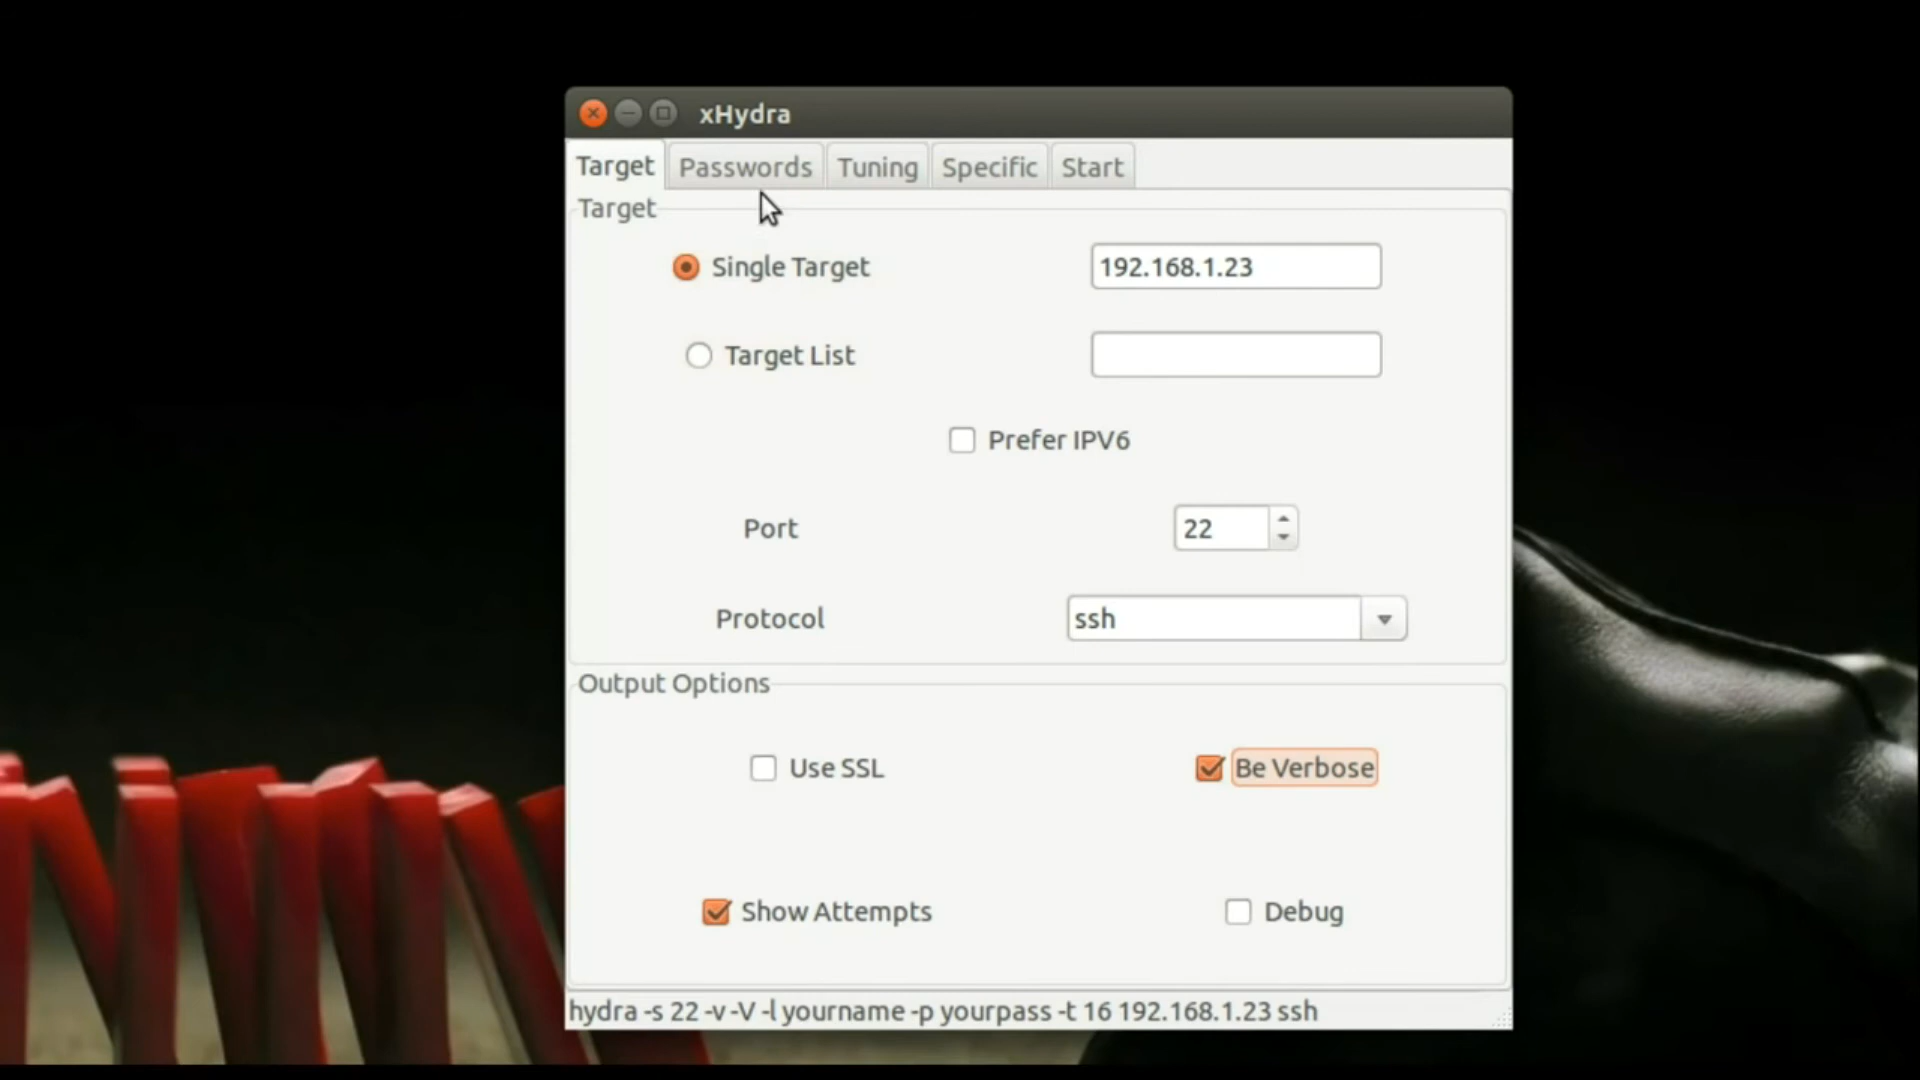 xHydra
Target Passwords Tuning Specific Start
Target
Single Target 192.168.1.23
Target List
Prefer IPV6
Port 22
Protocol ssh
Output Options
Use SSL Be Verbose
Show Attempts Debug
hydra -s 22 -v -V -l yourname -p yourpass -t 16 192.168.1.23 ssh